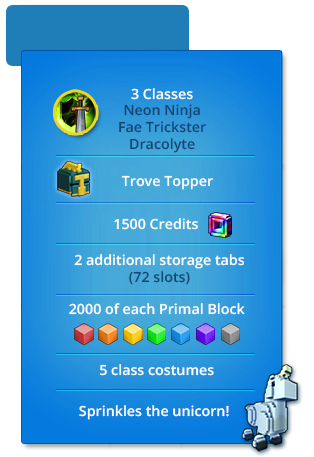 3 Classes
Neon Ninja
Fae Trickster
Dracolyte
Trove Topper
1500 Credits
2 additional storage tabs
(72 slots)
2000 of each Primal Block
5 class costumes
Sprinkles the unicorn!